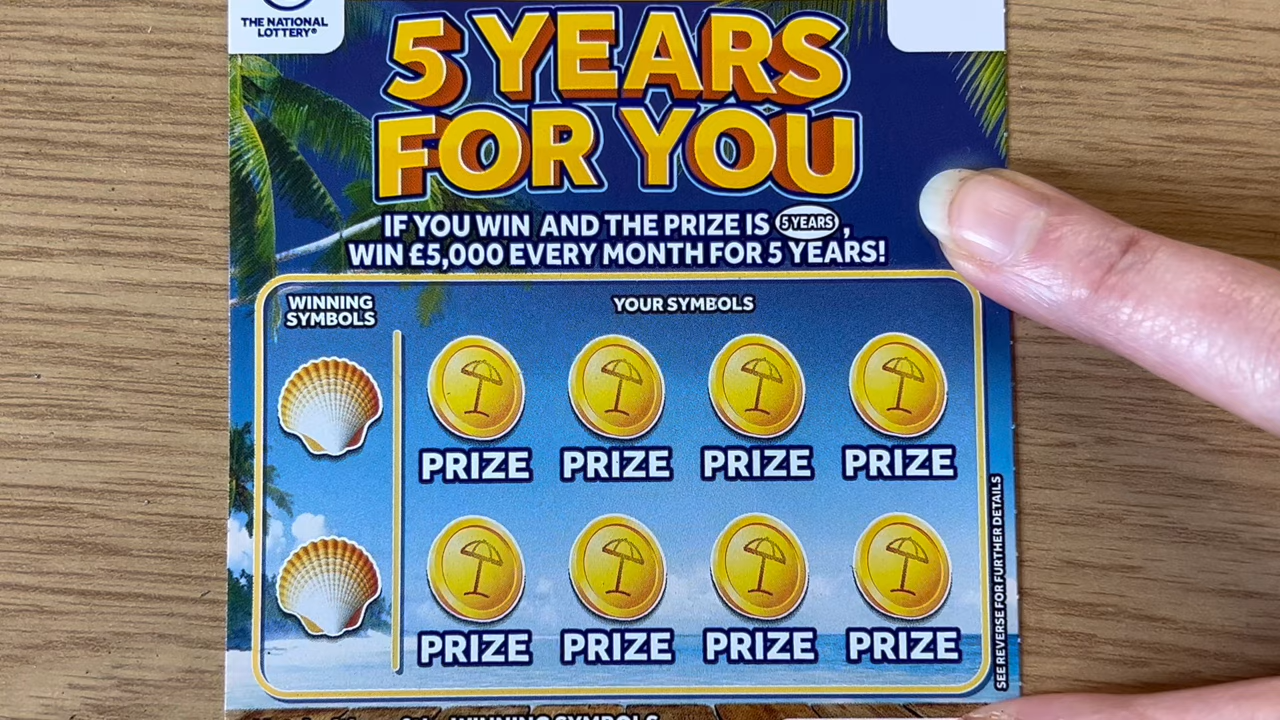 THE NATIONAL
LOTTERY®
5 YEARS
FOR YOU
IF YOU WIN AND THE PRIZE IS 5 YEARS ,
WIN £5,000 EVERY MONTH FOR 5 YEARS!
WINNING
SYMBOLS
YOUR SYMBOLS
PRIZE PRIZE PRIZE PRIZE
PRIZE PRIZE PRIZE PRIZE
SEE REVERSE FOR FURTHER DETAILS
WINNING SYMBOLS